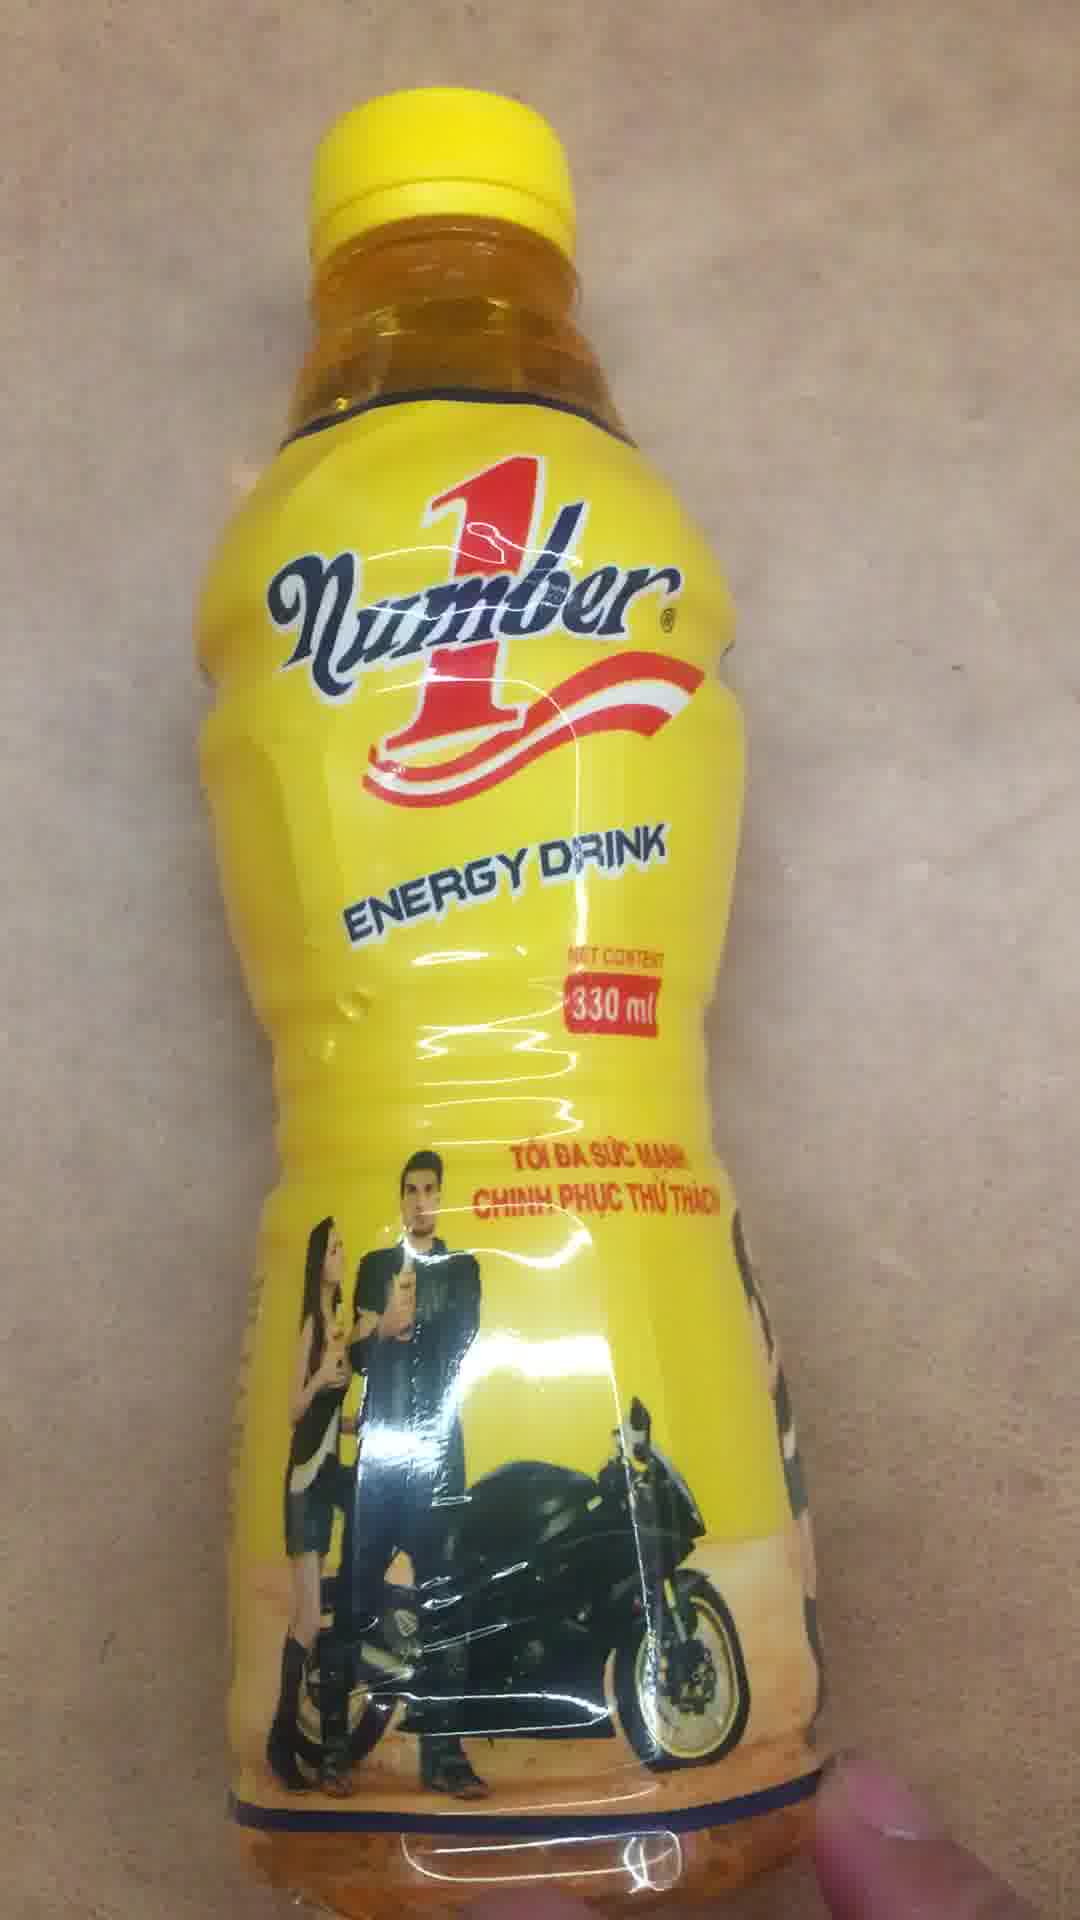 Number 1 ®
ENERGY DRINK
NET CONTENT
330 ml
TỐI ĐA SỨC MẠNH
CHINH PHỤC THỬ THÁCH